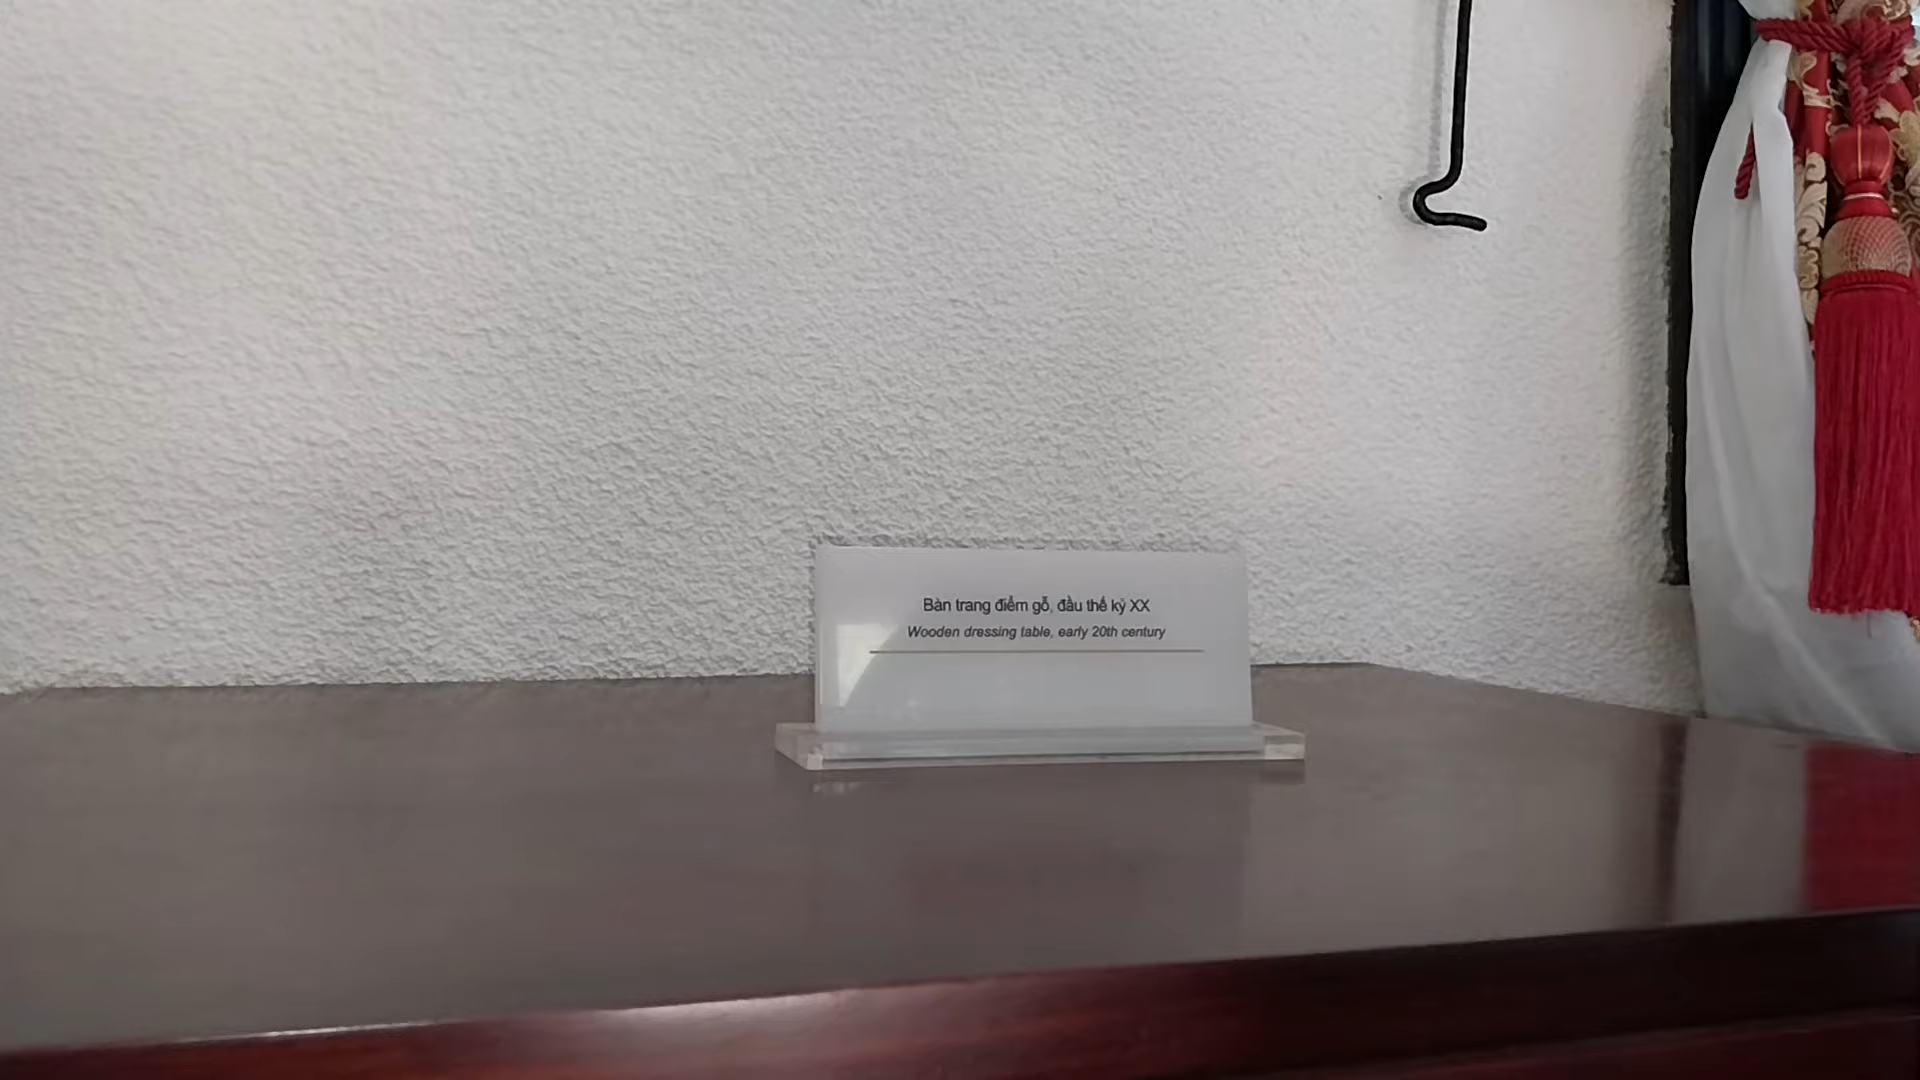 Bàn trang điểm gỗ, đầu thế kỷ XX
Wooden dressing table, early 20th century